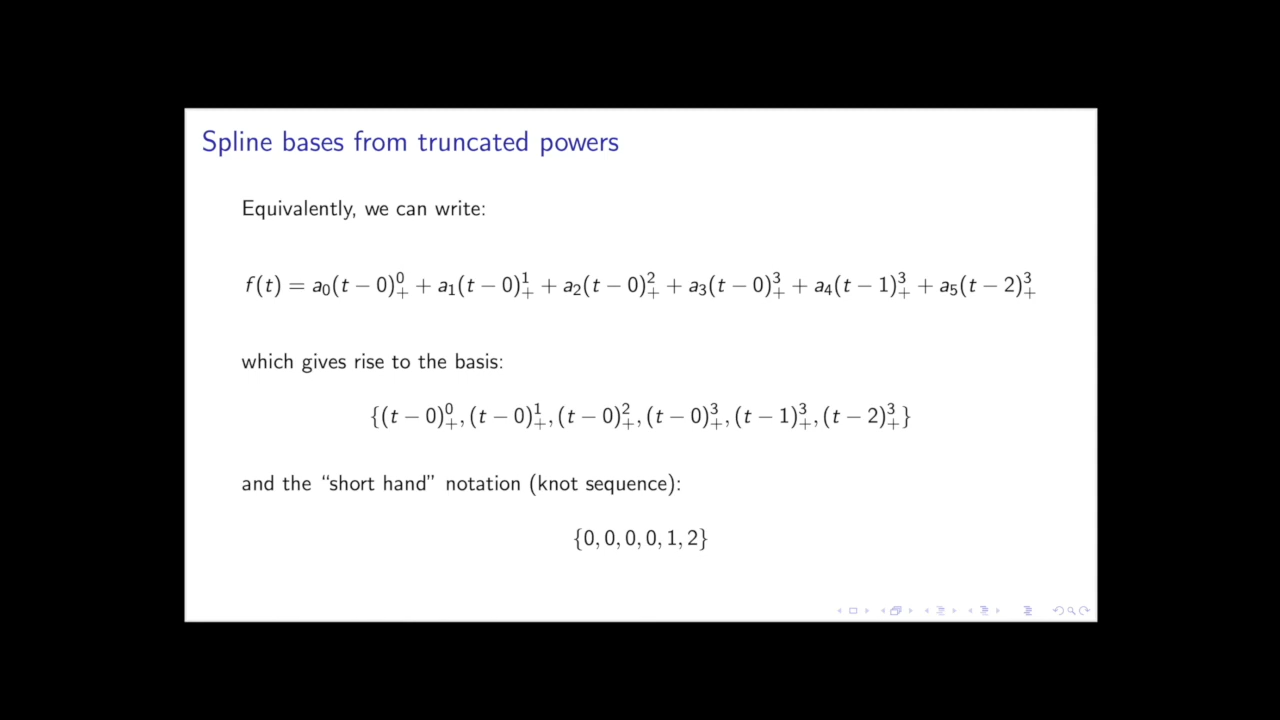 Spline bases from truncated powers
Equivalently, we can write:
f(t) = a₀(t − 0)⁰₊ + a₁(t − 0)¹₊ + a₂(t − 0)²₊ + a₃(t − 0)³₊ + a₄(t − 1)³₊ + a₅(t − 2)³₊
which gives rise to the basis:
{(t − 0)⁰₊, (t − 0)¹₊, (t − 0)²₊, (t − 0)³₊, (t − 1)³₊, (t − 2)³₊}
and the “short hand” notation (knot sequence):
{0, 0, 0, 0, 1, 2}